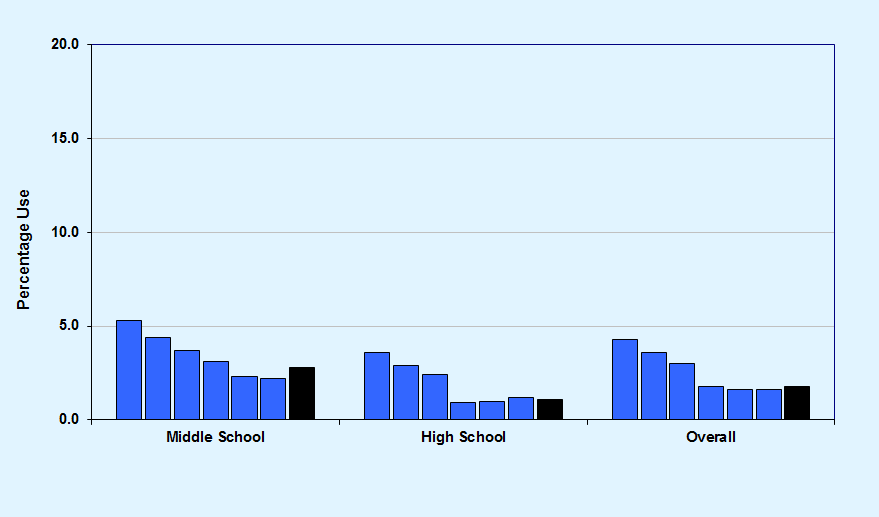 20.0
15.0
10.0
5.0
0.0
Percentage Use
Middle School
High School
Overall